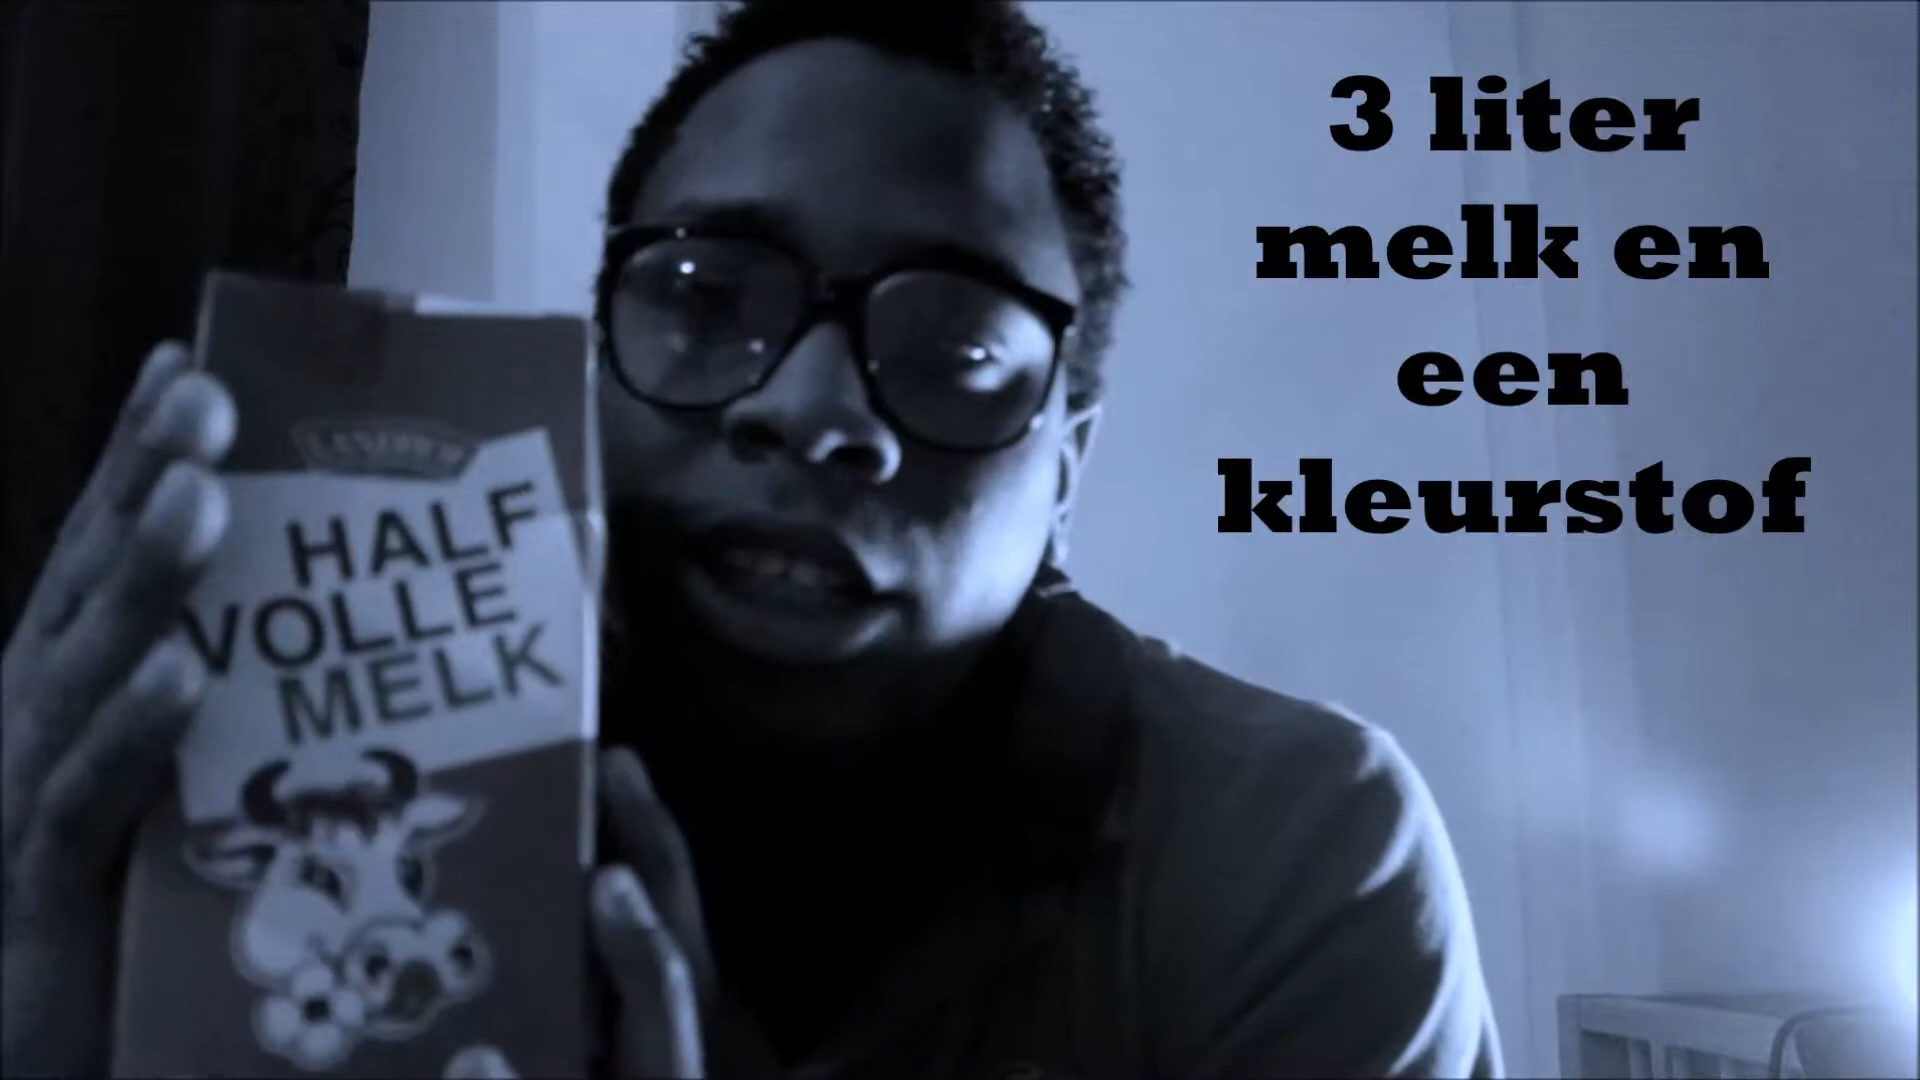 3 liter
melk en
een
kleurstof
HALF
VOLLE
MELK